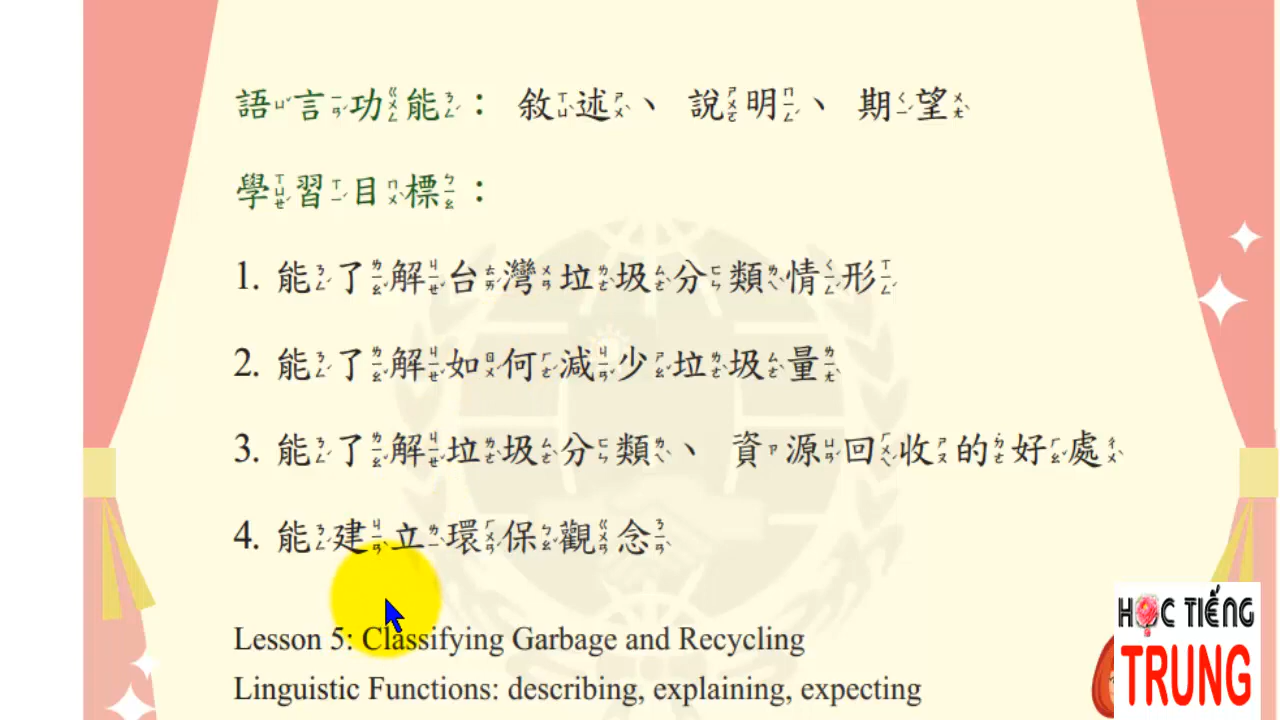 語言功能：敘述、說明、期望
學習目標：
1. 能了解台灣垃圾分類情形
2. 能了解如何減少垃圾量
3. 能了解垃圾分類、資源回收的好處
4. 能建立環保觀念
Lesson 5: Classifying Garbage and Recycling
Linguistic Functions: describing, explaining, expecting
HỌC TIẾNG
TRUNG